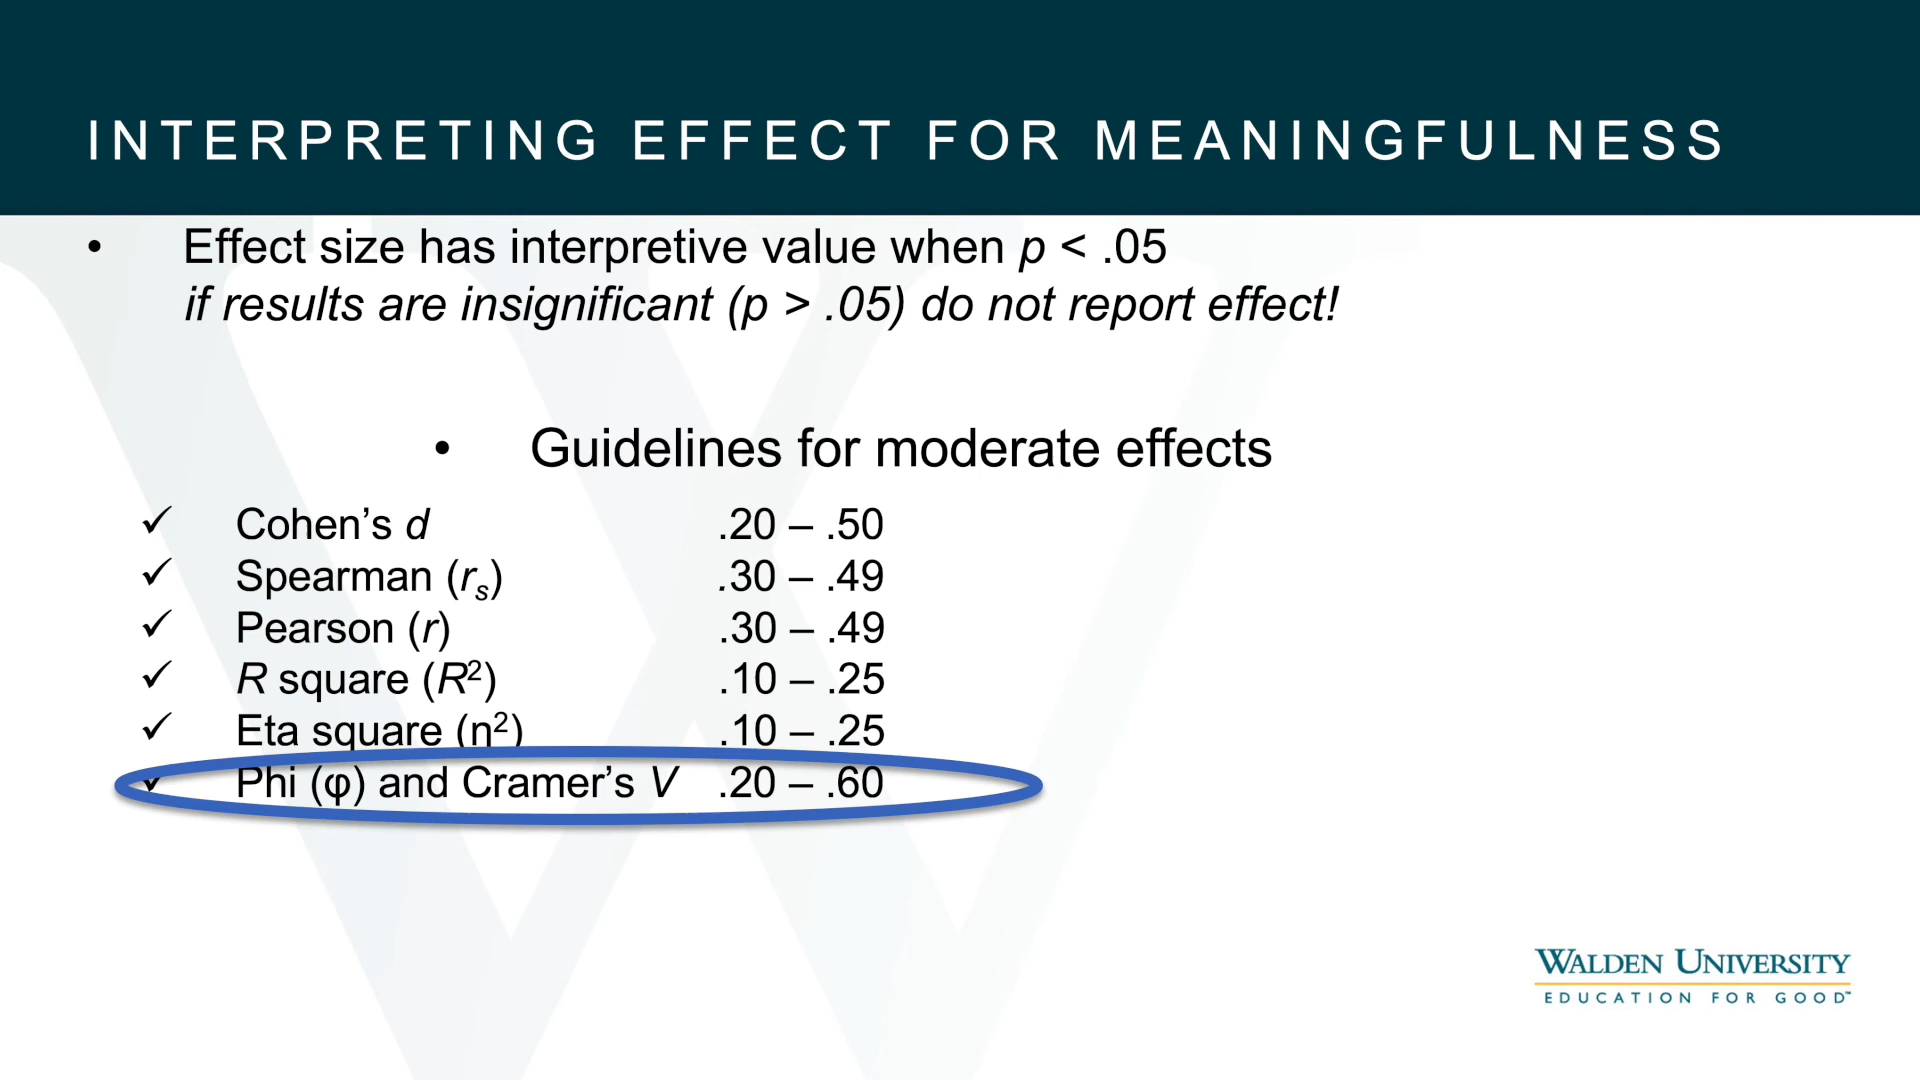 INTERPRETING EFFECT FOR MEANINGFULNESS
• Effect size has interpretive value when p < .05
if results are insignificant (p > .05) do not report effect!
• Guidelines for moderate effects
✓ Cohen’s d .20 – .50
✓ Spearman (rₛ) .30 – .49
✓ Pearson (r) .30 – .49
✓ R square (R²) .10 – .25
✓ Eta square (η²) .10 – .25
✓ Phi (φ) and Cramer’s V .20 – .60
WALDEN UNIVERSITY
EDUCATION FOR GOOD™